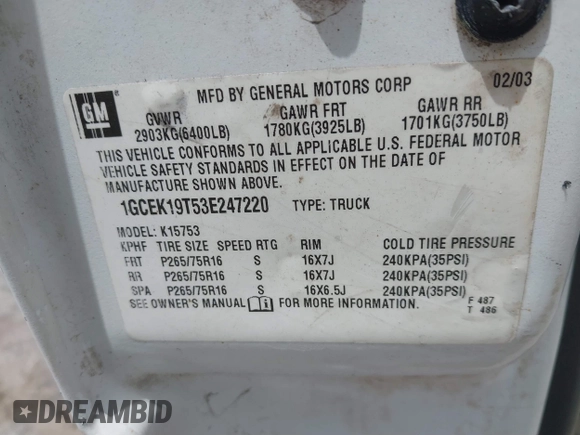 GM
MFD BY GENERAL MOTORS CORP 02/03
GVWR GAWR FRT GAWR RR
2903KG(6400LB) 1780KG(3925LB) 1701KG(3750LB)
THIS VEHICLE CONFORMS TO ALL APPLICABLE U.S. FEDERAL MOTOR
VEHICLE SAFETY STANDARDS IN EFFECT ON THE DATE OF
MANUFACTURE SHOWN ABOVE.
1GCEK19T53E247220 TYPE: TRUCK
MODEL: K15753
KPHF TIRE SIZE SPEED RTG RIM COLD TIRE PRESSURE
FRT P265/75R16 S 16X7J 240KPA(35PSI)
RR P265/75R16 S 16X7J 240KPA(35PSI)
SPA P265/75R16 S 16X6.5J 240KPA(35PSI)
SEE OWNER'S MANUAL FOR MORE INFORMATION.
F 487
T 486
DREAMBID